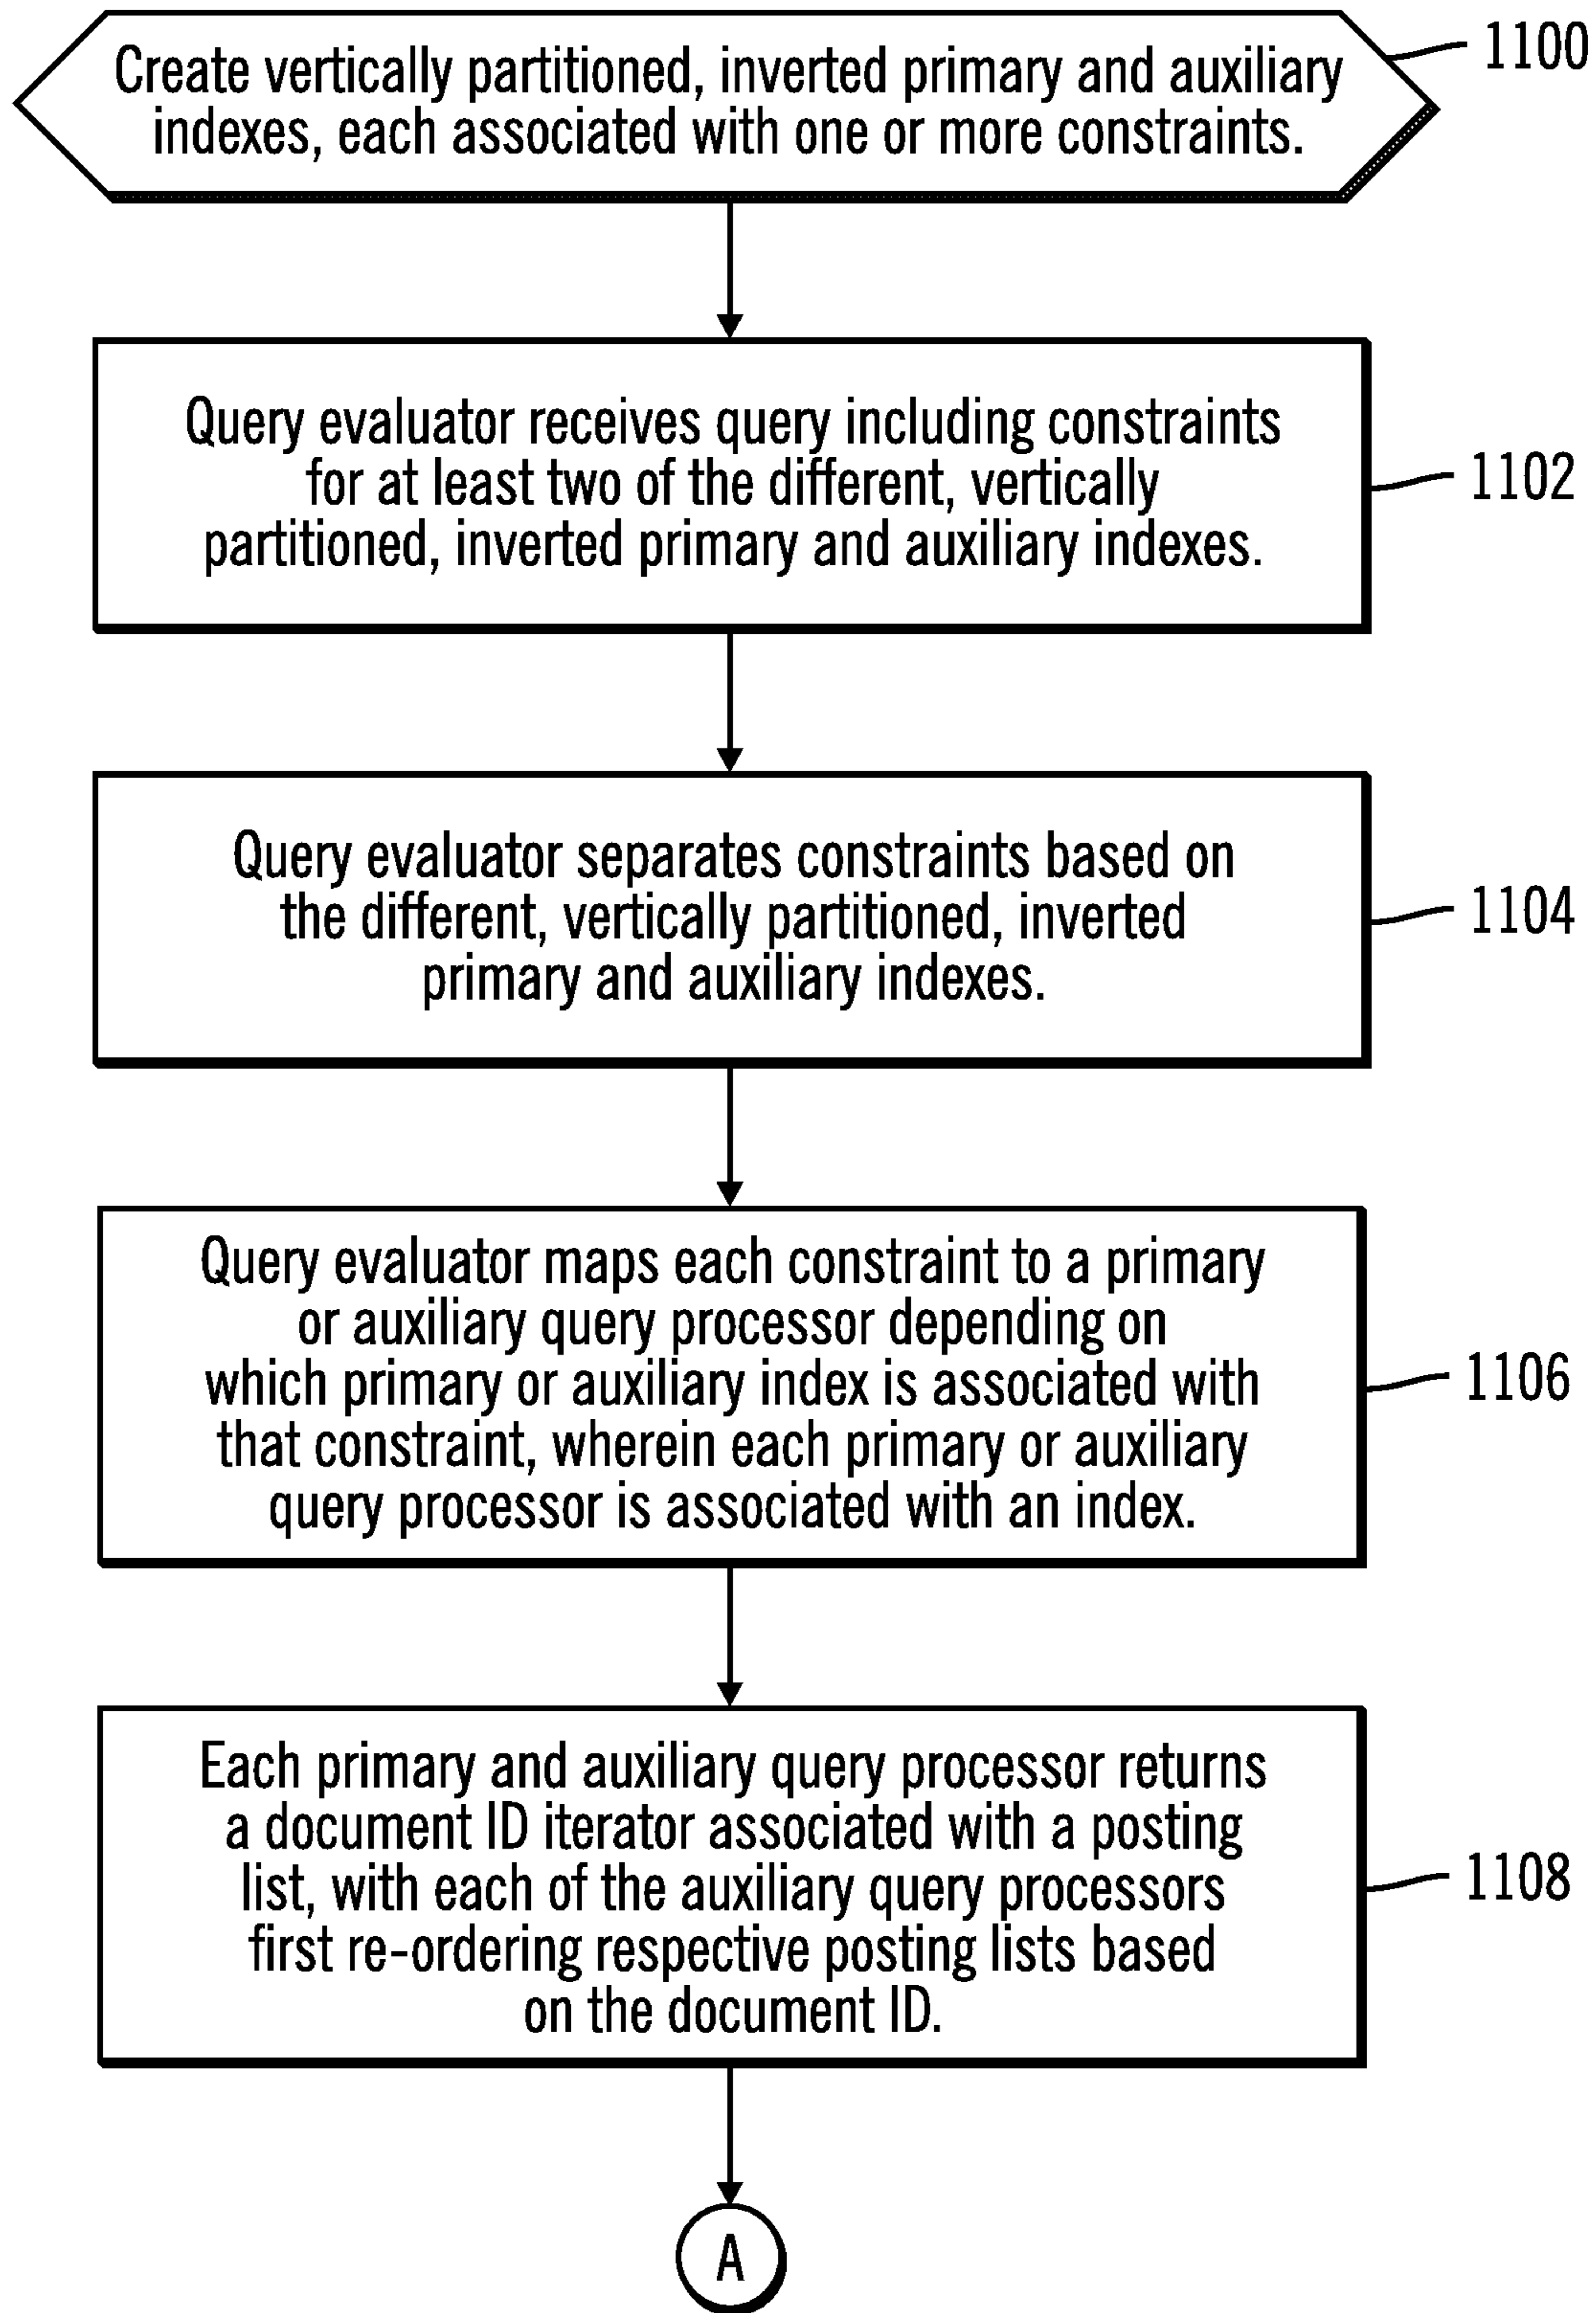 Create vertically partitioned, inverted primary and auxiliary
indexes, each associated with one or more constraints.
1100
Query evaluator receives query including constraints
for at least two of the different, vertically
partitioned, inverted primary and auxiliary indexes.
1102
Query evaluator separates constraints based on
the different, vertically partitioned, inverted
primary and auxiliary indexes.
1104
Query evaluator maps each constraint to a primary
or auxiliary query processor depending on
which primary or auxiliary index is associated with
that constraint, wherein each primary or auxiliary
query processor is associated with an index.
1106
Each primary and auxiliary query processor returns
a document ID iterator associated with a posting
list, with each of the auxiliary query processors
first re-ordering respective posting lists based
on the document ID.
1108
A